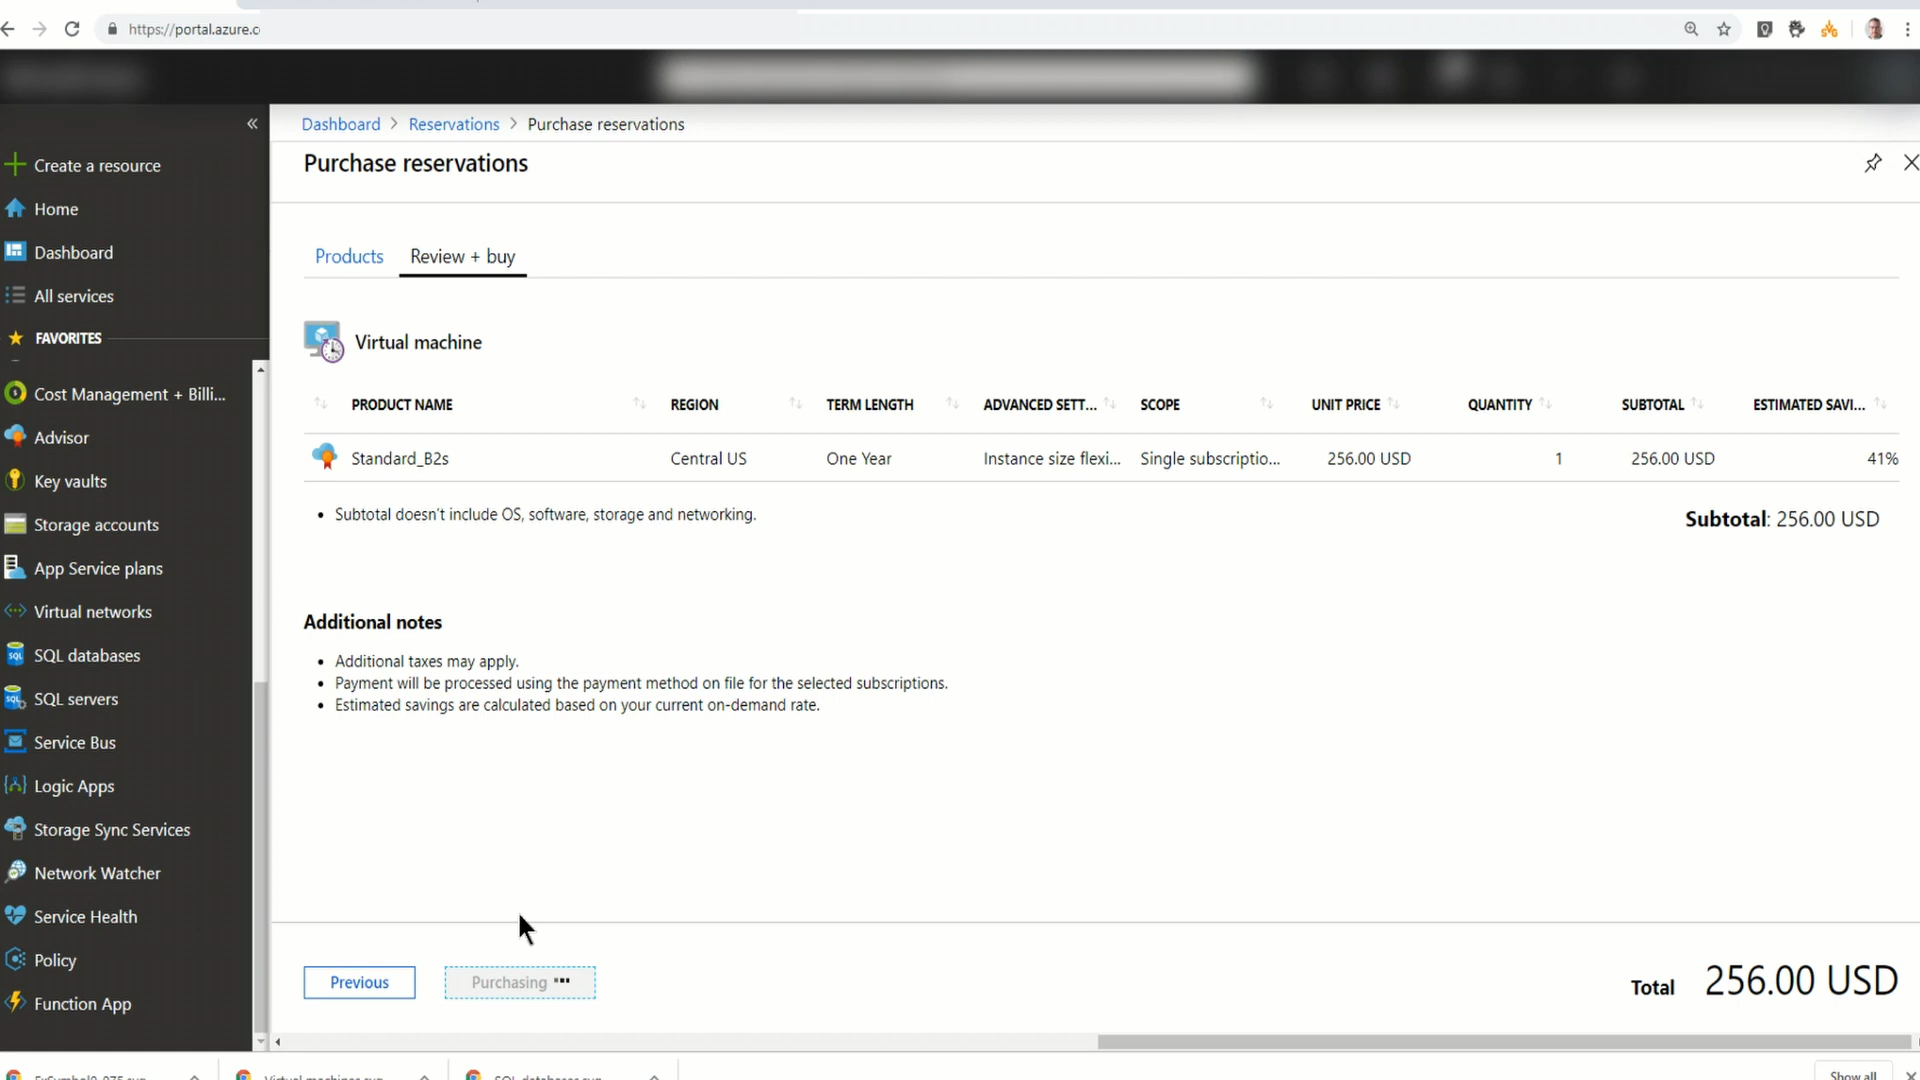 https://portal.azure.c
Dashboard > Reservations > Purchase reservations
Purchase reservations
Create a resource
Home
Dashboard
All services
FAVORITES
Cost Management + Billi...
Advisor
Key vaults
Storage accounts
App Service plans
Virtual networks
SQL databases
SQL servers
Service Bus
Logic Apps
Storage Sync Services
Network Watcher
Service Health
Policy
Function App
Products Review + buy
Virtual machine
PRODUCT NAME REGION TERM LENGTH ADVANCED SETT... SCOPE UNIT PRICE QUANTITY SUBTOTAL ESTIMATED SAVI...
Standard_B2s Central US One Year Instance size flexi... Single subscriptio... 256.00 USD 1 256.00 USD 41%
• Subtotal doesn't include OS, software, storage and networking.
Subtotal: 256.00 USD
Additional notes
• Additional taxes may apply.
• Payment will be processed using the payment method on file for the selected subscriptions.
• Estimated savings are calculated based on your current on-demand rate.
Previous Purchasing ...
Total 256.00 USD
Virtual machines.svg SQL databases.svg Show all